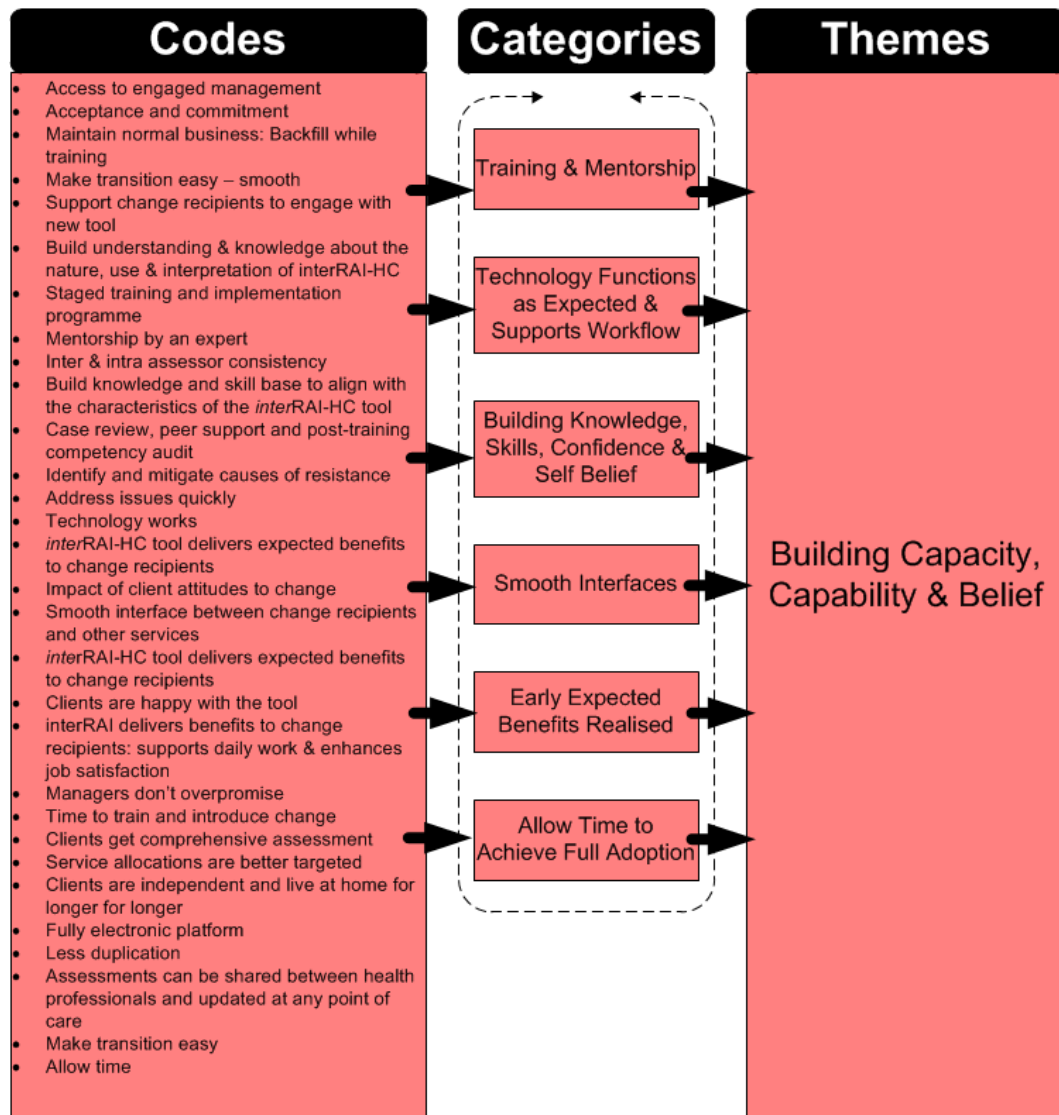 Codes
Access to engaged management
Acceptance and commitment
Maintain normal business: Backfill while
training
Make transition easy – smooth
Support change recipients to engage with
new tool
Build understanding & knowledge about the
nature, use & interpretation of interRAI-HC
Staged training and implementation
programme
Mentorship by an expert
Inter & intra assessor consistency
Build knowledge and skill base to align with
the characteristics of the interRAI-HC tool
Case review, peer support and post-training
competency audit
Identify and mitigate causes of resistance
Address issues quickly
Technology works
interRAI-HC tool delivers expected benefits
to change recipients
Impact of client attitudes to change
Smooth interface between change recipients
and other services
interRAI-HC tool delivers expected benefits
to change recipients
Clients are happy with the tool
interRAI delivers benefits to change
recipients: supports daily work & enhances
job satisfaction
Managers don't overpromise
Time to train and introduce change
Clients get comprehensive assessment
Service allocations are better targeted
Clients are independent and live at home for
longer for longer
Fully electronic platform
Less duplication
Assessments can be shared between health
professionals and updated at any point of
care
Make transition easy
Allow time
Categories
Training & Mentorship
Technology Functions
as Expected &
Supports Workflow
Building Knowledge,
Skills, Confidence &
Self Belief
Smooth Interfaces
Early Expected
Benefits Realised
Allow Time to
Achieve Full Adoption
Themes
Building Capacity,
Capability & Belief